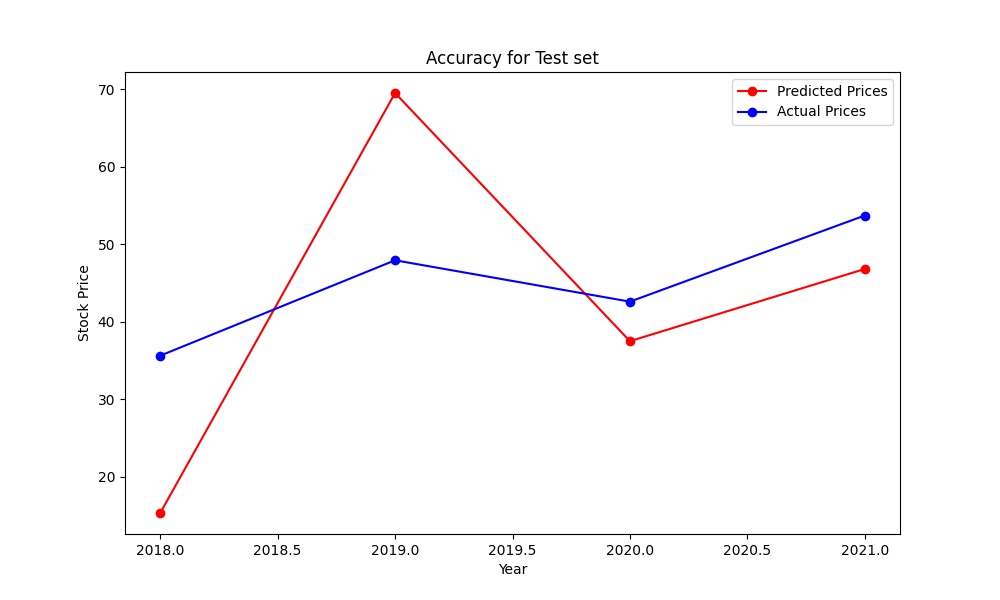 Accuracy for Test set
Predicted Prices
Actual Prices
70
60
50
40
30
20
Stock Price
2018.0
2018.5
2019.0
2019.5
2020.0
2020.5
2021.0
Year